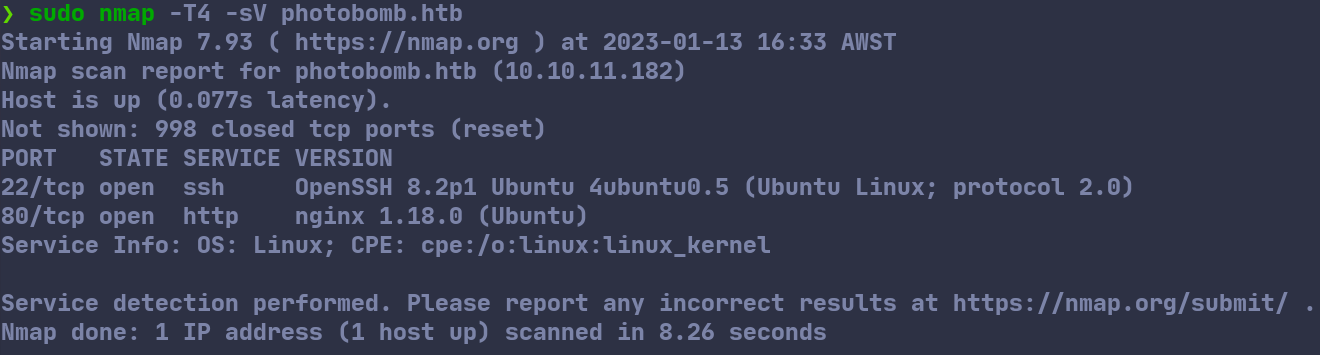 ❯ sudo nmap -T4 -sV photobomb.htb
Starting Nmap 7.93 ( https://nmap.org ) at 2023-01-13 16:33 AWST
Nmap scan report for photobomb.htb (10.10.11.182)
Host is up (0.077s latency).
Not shown: 998 closed tcp ports (reset)
PORT   STATE SERVICE VERSION
22/tcp open  ssh     OpenSSH 8.2p1 Ubuntu 4ubuntu0.5 (Ubuntu Linux; protocol 2.0)
80/tcp open  http    nginx 1.18.0 (Ubuntu)
Service Info: OS: Linux; CPE: cpe:/o:linux:linux_kernel
Service detection performed. Please report any incorrect results at https://nmap.org/submit/ .
Nmap done: 1 IP address (1 host up) scanned in 8.26 seconds